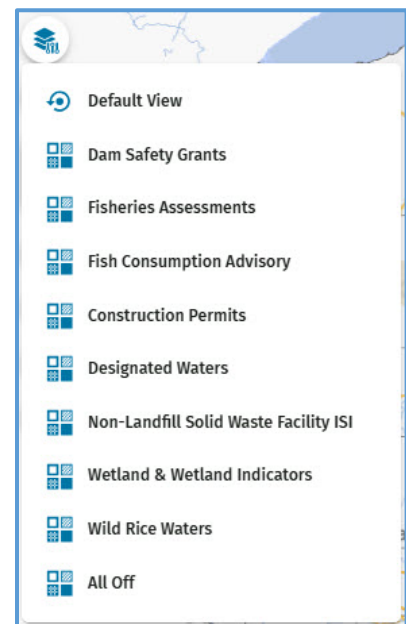 Default View
Dam Safety Grants
Fisheries Assessments
Fish Consumption Advisory
Construction Permits
Designated Waters
Non-Landfill Solid Waste Facility ISI
Wetland & Wetland Indicators
Wild Rice Waters
All Off